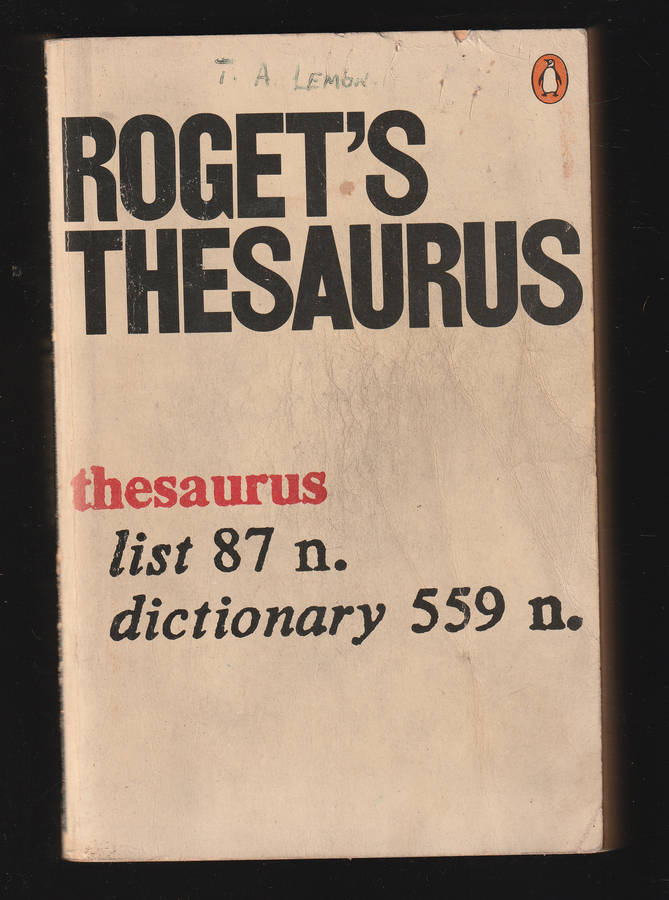 T. A. LEMON
ROGET'S
THESAURUS
thesaurus
list 87 n.
dictionary 559 n.